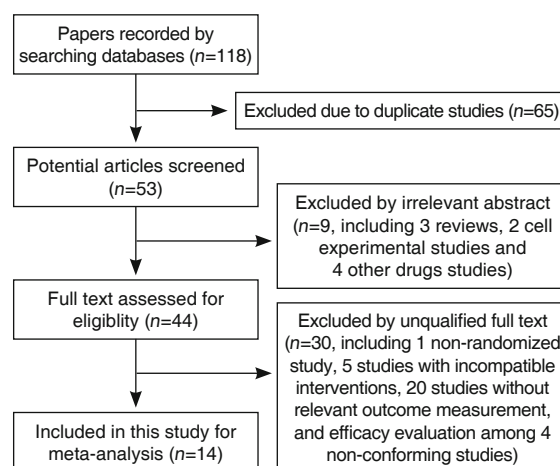 Papers recorded by
searching databases (n=118)
Excluded due to duplicate studies (n=65)
Potential articles screened
(n=53)
Excluded by irrelevant abstract
(n=9, including 3 reviews, 2 cell
experimental studies and
4 other drugs studies)
Full text assessed for
eligiblity (n=44)
Excluded by unqualified full text
(n=30, including 1 non-randomized
study, 5 studies with incompatible
interventions, 20 studies without
relevant outcome measurement,
and efficacy evaluation among 4
non-conforming studies)
Included in this study for
meta-analysis (n=14)